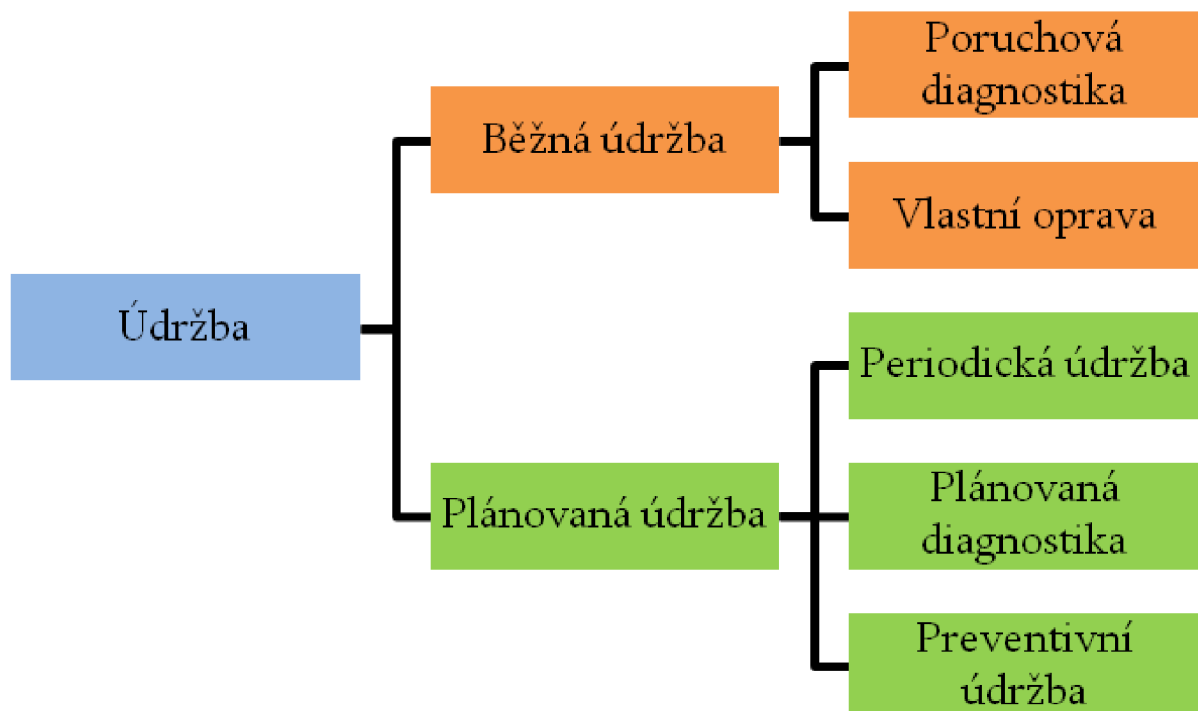 Údržba
Běžná údržba
Poruchová
diagnostika
Vlastní oprava
Plánovaná údržba
Periodická údržba
Plánovaná
diagnostika
Preventivní
údržba